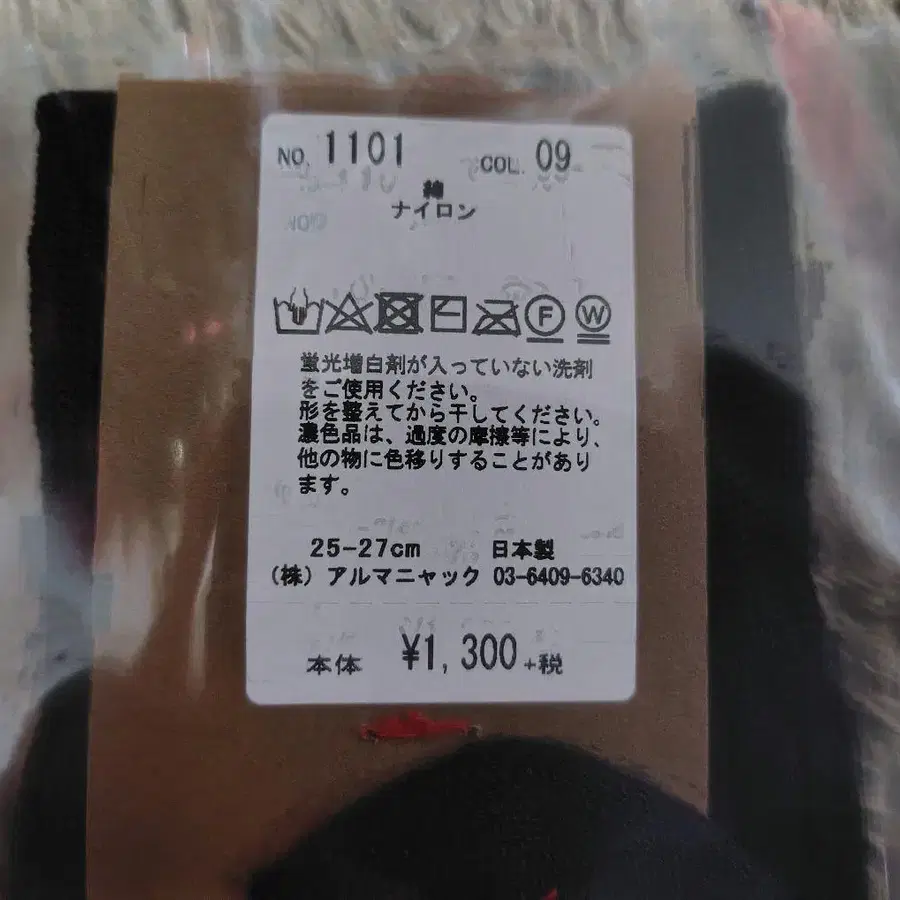 NO. 1101 COL. 09
綿
ナイロン
F W
蛍光増白剤が入っていない洗剤
をご使用ください。
形を整えてから干してください。
濃色品は、過度の摩擦等により、
他の物に色移りすることがあり
ます。
25-27cm 日本製
(株) アルマニャック 03-6409-6340
本体 ¥1,300+税